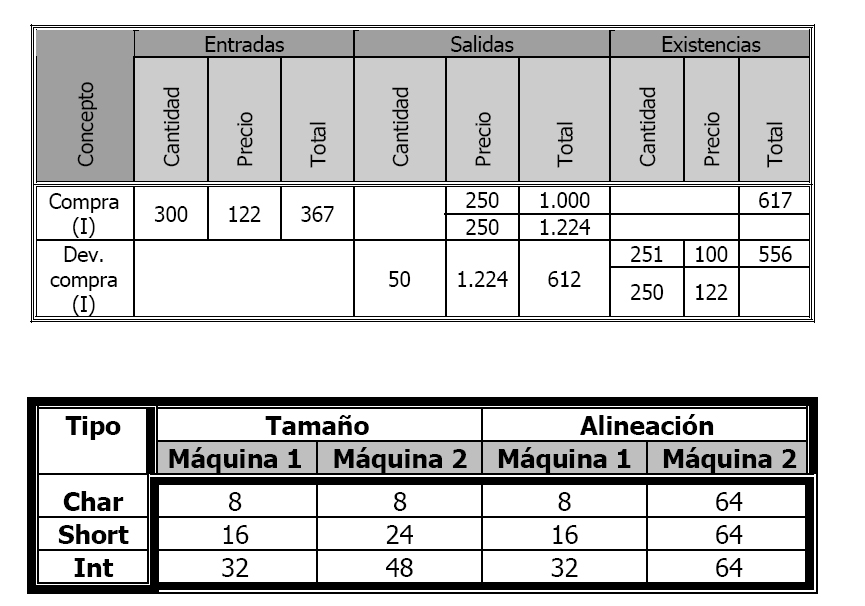 Entradas Salidas Existencias
Concepto Cantidad Precio Total Cantidad Precio Total Cantidad Precio Total
Compra (I) 300 122 367 250 1.000 617
250 1.224
Dev. compra (I) 50 1.224 612 251 100 556
250 122
Tipo Tamaño Alineación
Máquina 1 Máquina 2 Máquina 1 Máquina 2
Char 8 8 8 64
Short 16 24 16 64
Int 32 48 32 64